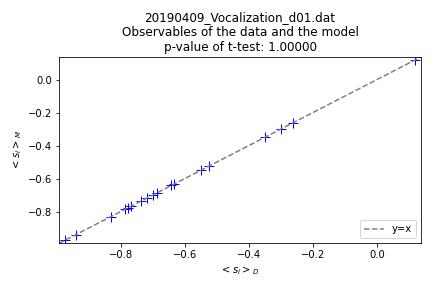 20190409_Vocalization_d01.dat
Observables of the data and the model
p-value of t-test: 1.00000
< s_i >_M
0.0
−0.2
−0.4
−0.6
−0.8
y=x
−0.8 −0.6 −0.4 −0.2 0.0
< s_i >_D